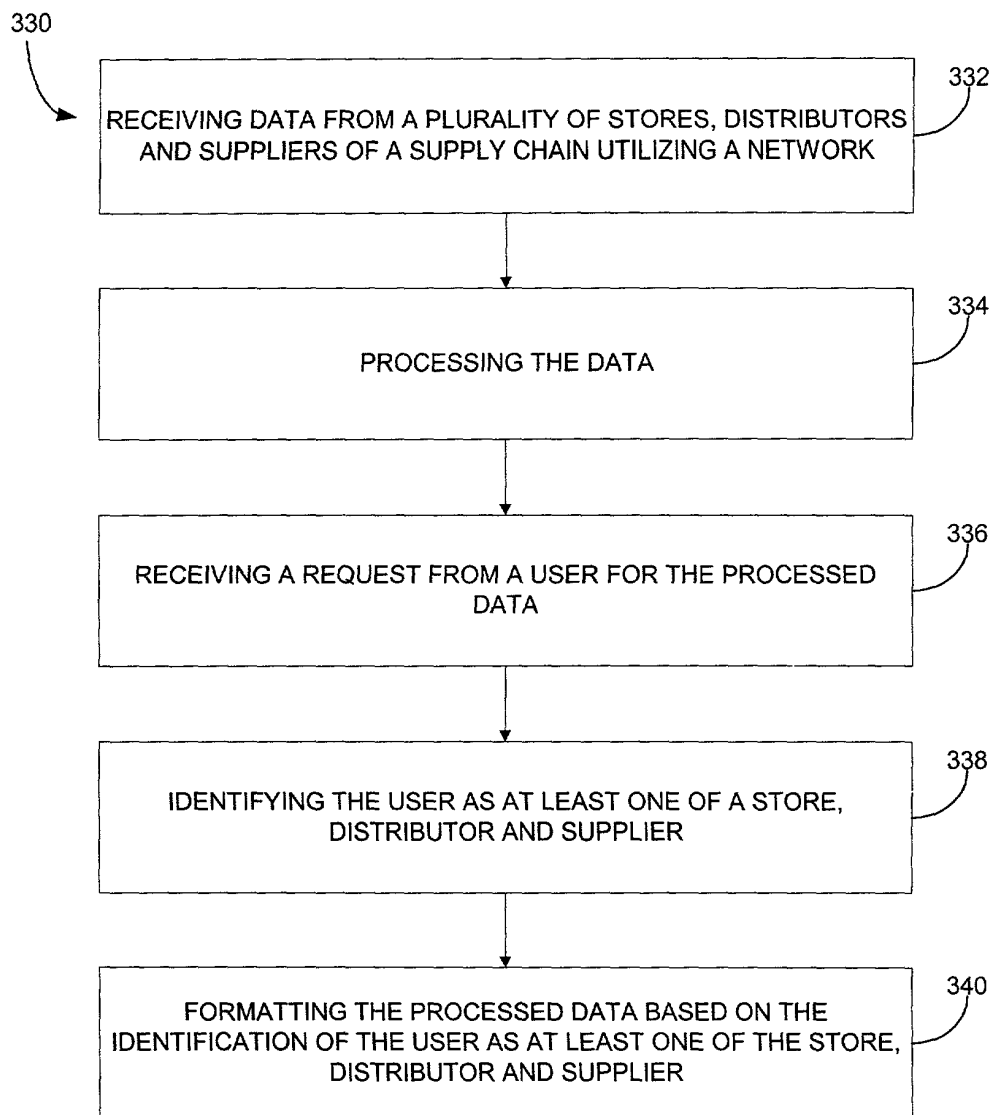 330
332
RECEIVING DATA FROM A PLURALITY OF STORES, DISTRIBUTORS
AND SUPPLIERS OF A SUPPLY CHAIN UTILIZING A NETWORK
334
PROCESSING THE DATA
336
RECEIVING A REQUEST FROM A USER FOR THE PROCESSED
DATA
338
IDENTIFYING THE USER AS AT LEAST ONE OF A STORE,
DISTRIBUTOR AND SUPPLIER
340
FORMATTING THE PROCESSED DATA BASED ON THE
IDENTIFICATION OF THE USER AS AT LEAST ONE OF THE STORE,
DISTRIBUTOR AND SUPPLIER